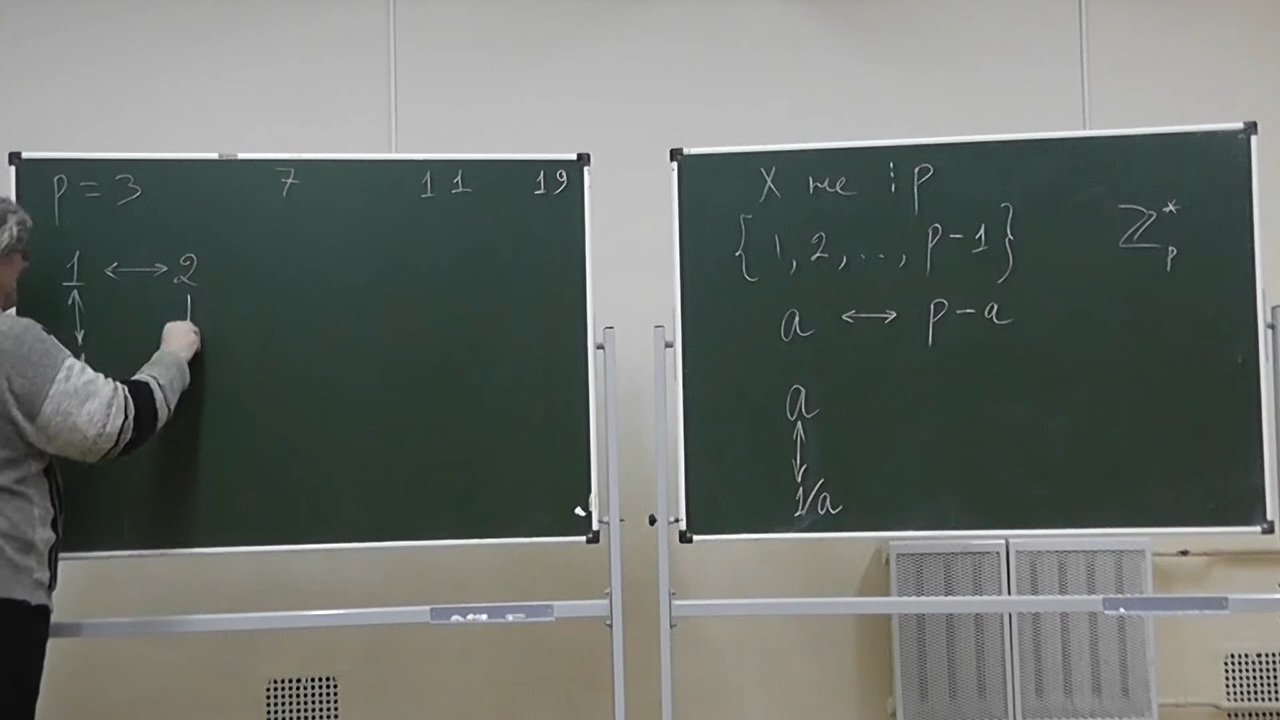 p = 3 7 11 19
1 ↔ 2
↕
X не ⋮ p
{1, 2, ..., p-1} ℤ*ₚ
a ↔ p-a
a
↕
1/a